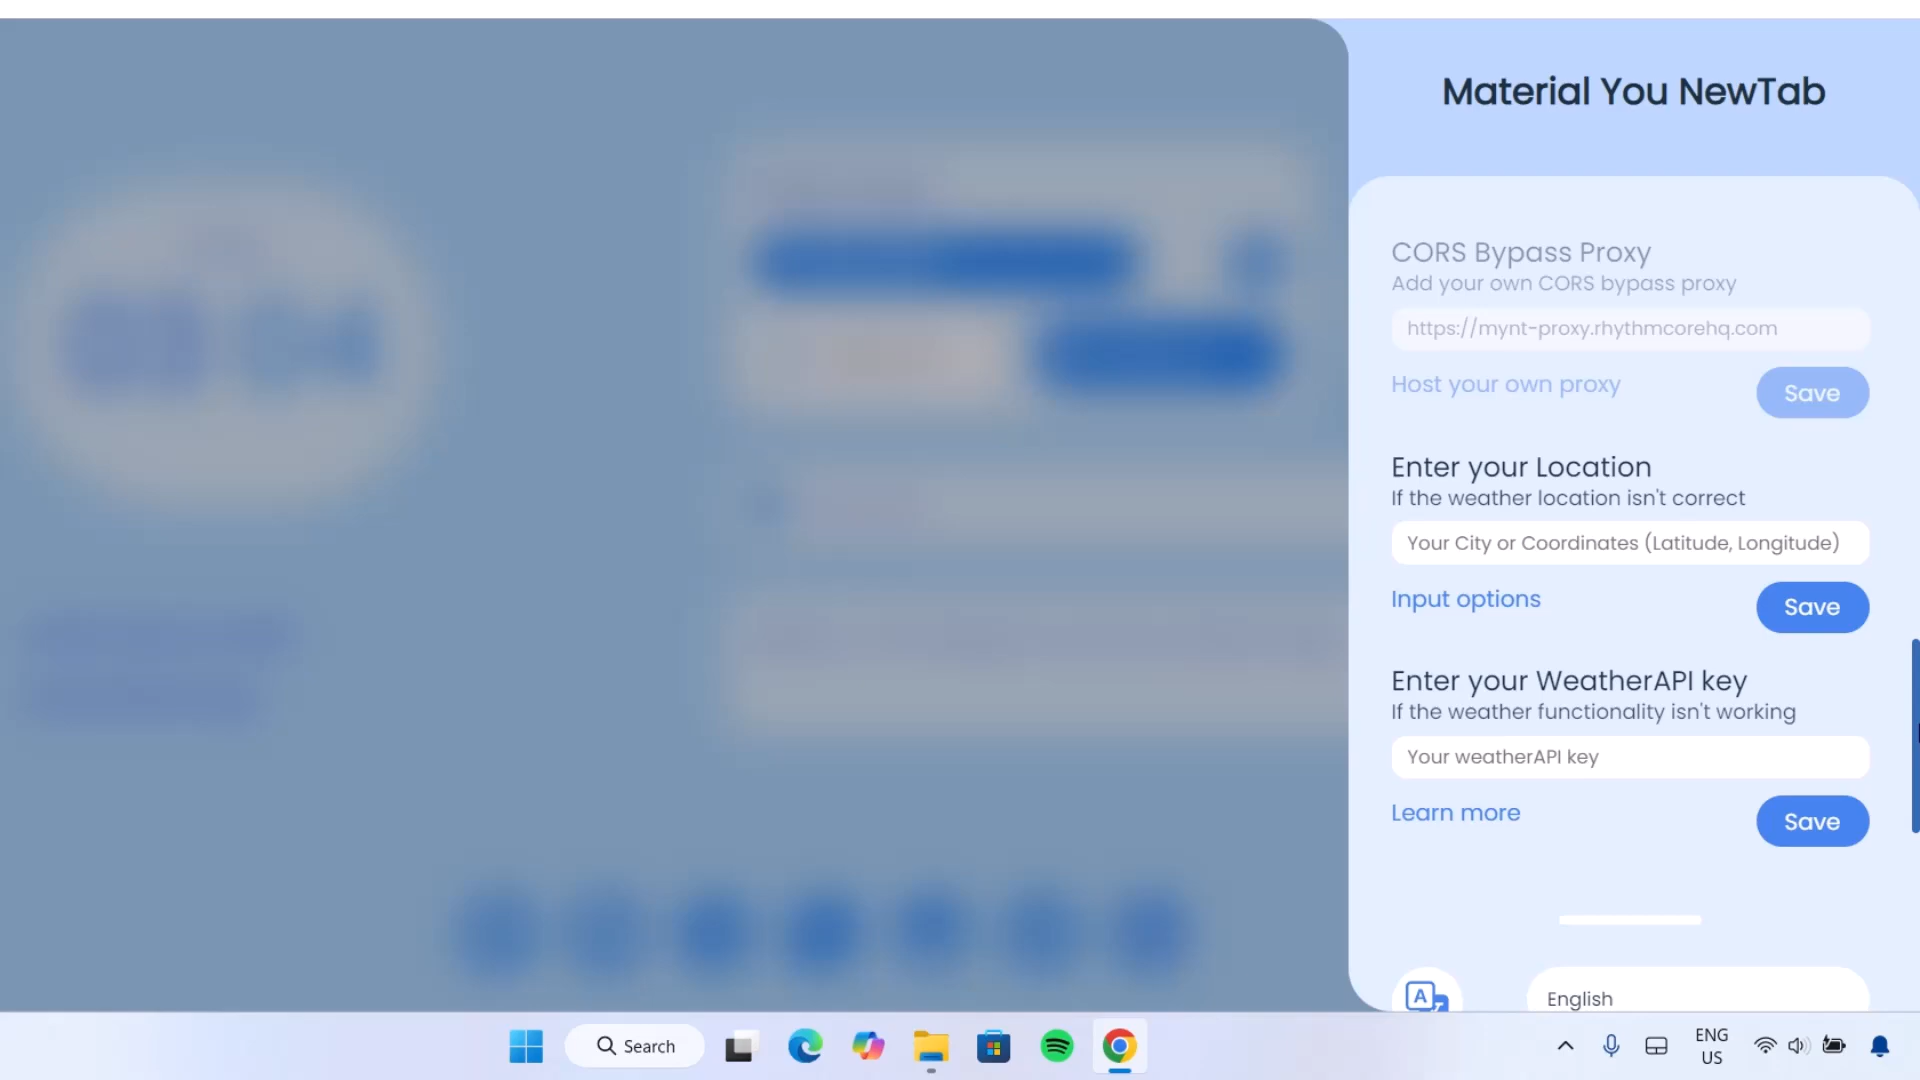 Material You NewTab
CORS Bypass Proxy
Add your own CORS bypass proxy
https://mynt-proxy.rhythmcorehq.com
Host your own proxy
Save
Enter your Location
If the weather location isn't correct
Your City or Coordinates (Latitude, Longitude)
Input options
Save
Enter your WeatherAPI key
If the weather functionality isn't working
Your weatherAPI key
Learn more
Save
A
English
Search
ENG
US